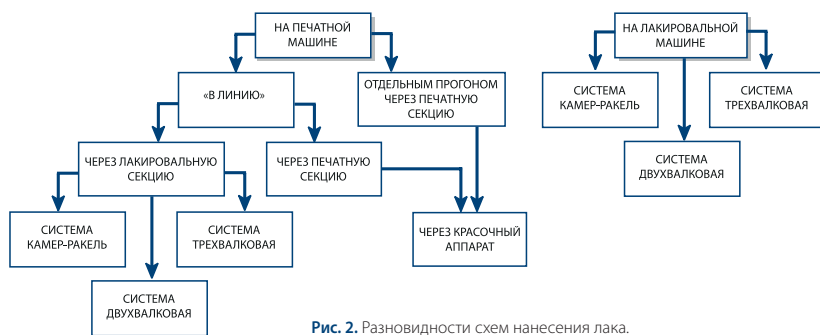 НА ПЕЧАТНОЙ
МАШИНЕ
«В ЛИНИЮ»
ОТДЕЛЬНЫМ ПРОГОНОМ
ЧЕРЕЗ ПЕЧАТНУЮ
СЕКЦИЮ
ЧЕРЕЗ ЛАКИРОВАЛЬНУЮ
СЕКЦИЮ
ЧЕРЕЗ ПЕЧАТНУЮ
СЕКЦИЮ
СИСТЕМА
КАМЕР-РАКЕЛЬ
СИСТЕМА
ТРЕХВАЛКОВАЯ
ЧЕРЕЗ КРАСОЧНЫЙ
АППАРАТ
СИСТЕМА
ДВУХВАЛКОВАЯ
НА ЛАКИРОВАЛЬНОЙ
МАШИНЕ
СИСТЕМА
КАМЕР-РАКЕЛЬ
СИСТЕМА
ТРЕХВАЛКОВАЯ
СИСТЕМА
ДВУХВАЛКОВАЯ
Рис. 2. Разновидности схем нанесения лака.